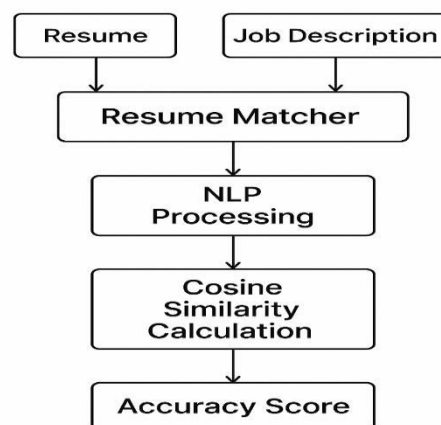 Resume
Job Description
Resume Matcher
NLP
Processing
Cosine
Similarity
Calculation
Accuracy Score